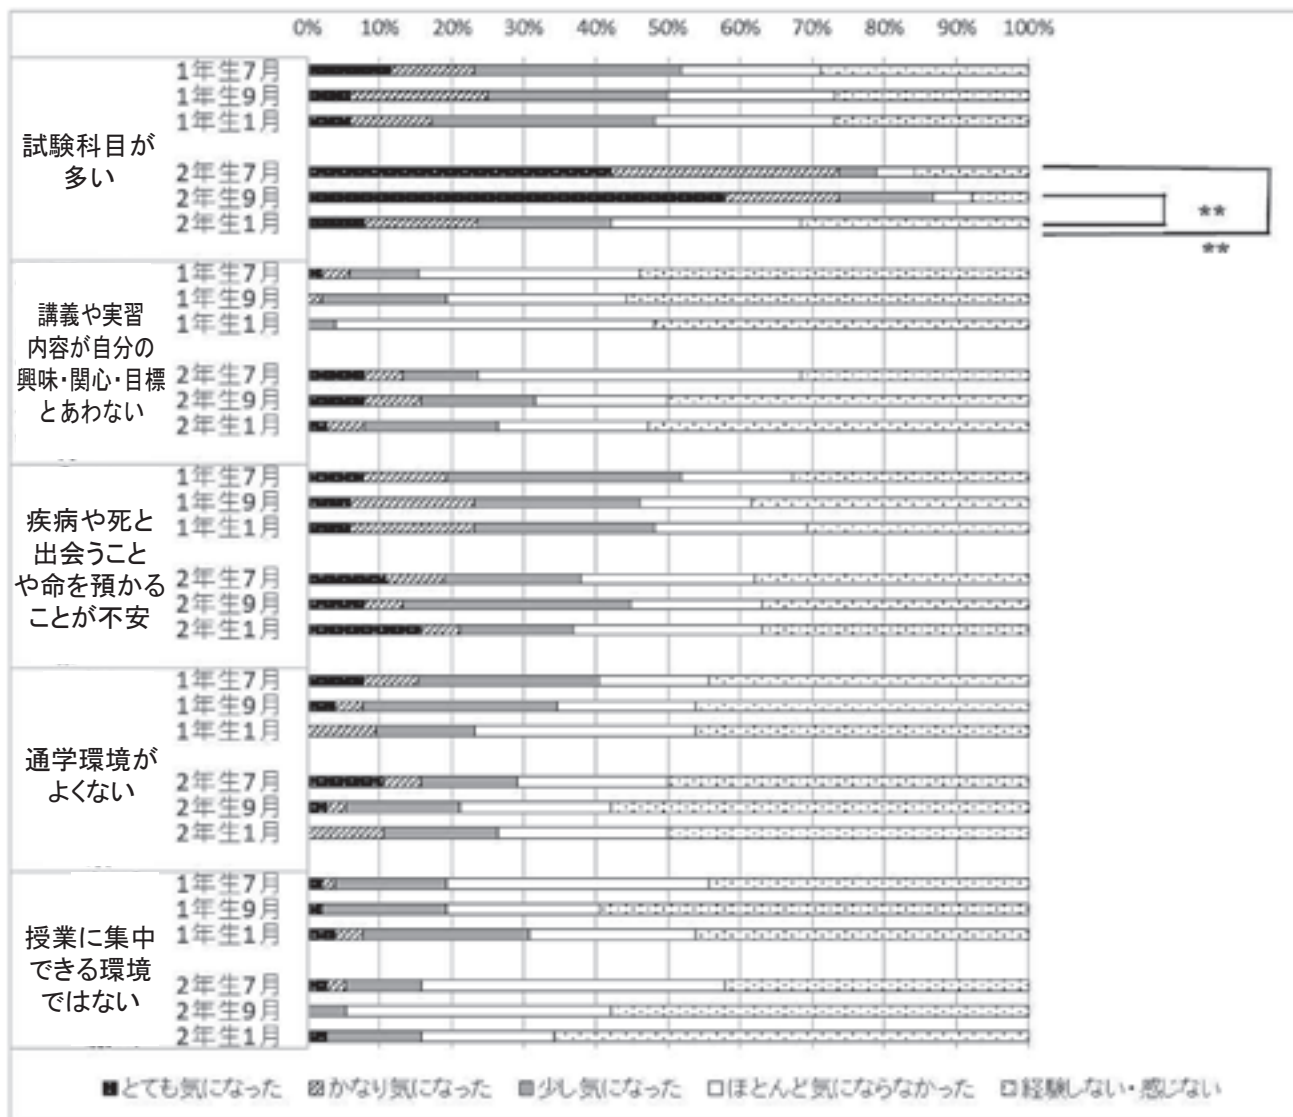 0% 10% 20% 30% 40% 50% 60% 70% 80% 90% 100%
試験科目が
多い
1年生7月
1年生9月
1年生1月
2年生7月
2年生9月
2年生1月
**
**
講義や実習
内容が自分の
興味・関心・目標
とあわない
1年生7月
1年生9月
1年生1月
2年生7月
2年生9月
2年生1月
疾病や死と
出会うこと
や命を預かる
ことが不安
1年生7月
1年生9月
1年生1月
2年生7月
2年生9月
2年生1月
通学環境が
よくない
1年生7月
1年生9月
1年生1月
2年生7月
2年生9月
2年生1月
授業に集中
できる環境
ではない
1年生7月
1年生9月
1年生1月
2年生7月
2年生9月
2年生1月
とても気になった かなり気になった 少し気になった ほとんど気にならなかった 経験しない・感じない